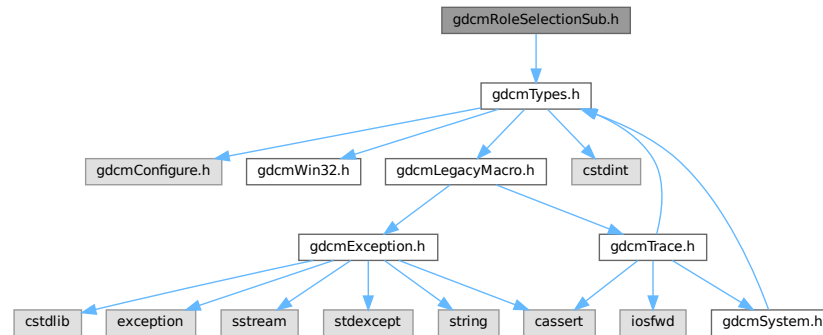 gdcmRoleSelectionSub.h
gdcmTypes.h
gdcmConfigure.h
gdcmWin32.h
gdcmLegacyMacro.h
cstdint
gdcmException.h
gdcmTrace.h
cstdlib
exception
sstream
stdexcept
string
cassert
iosfwd
gdcmSystem.h